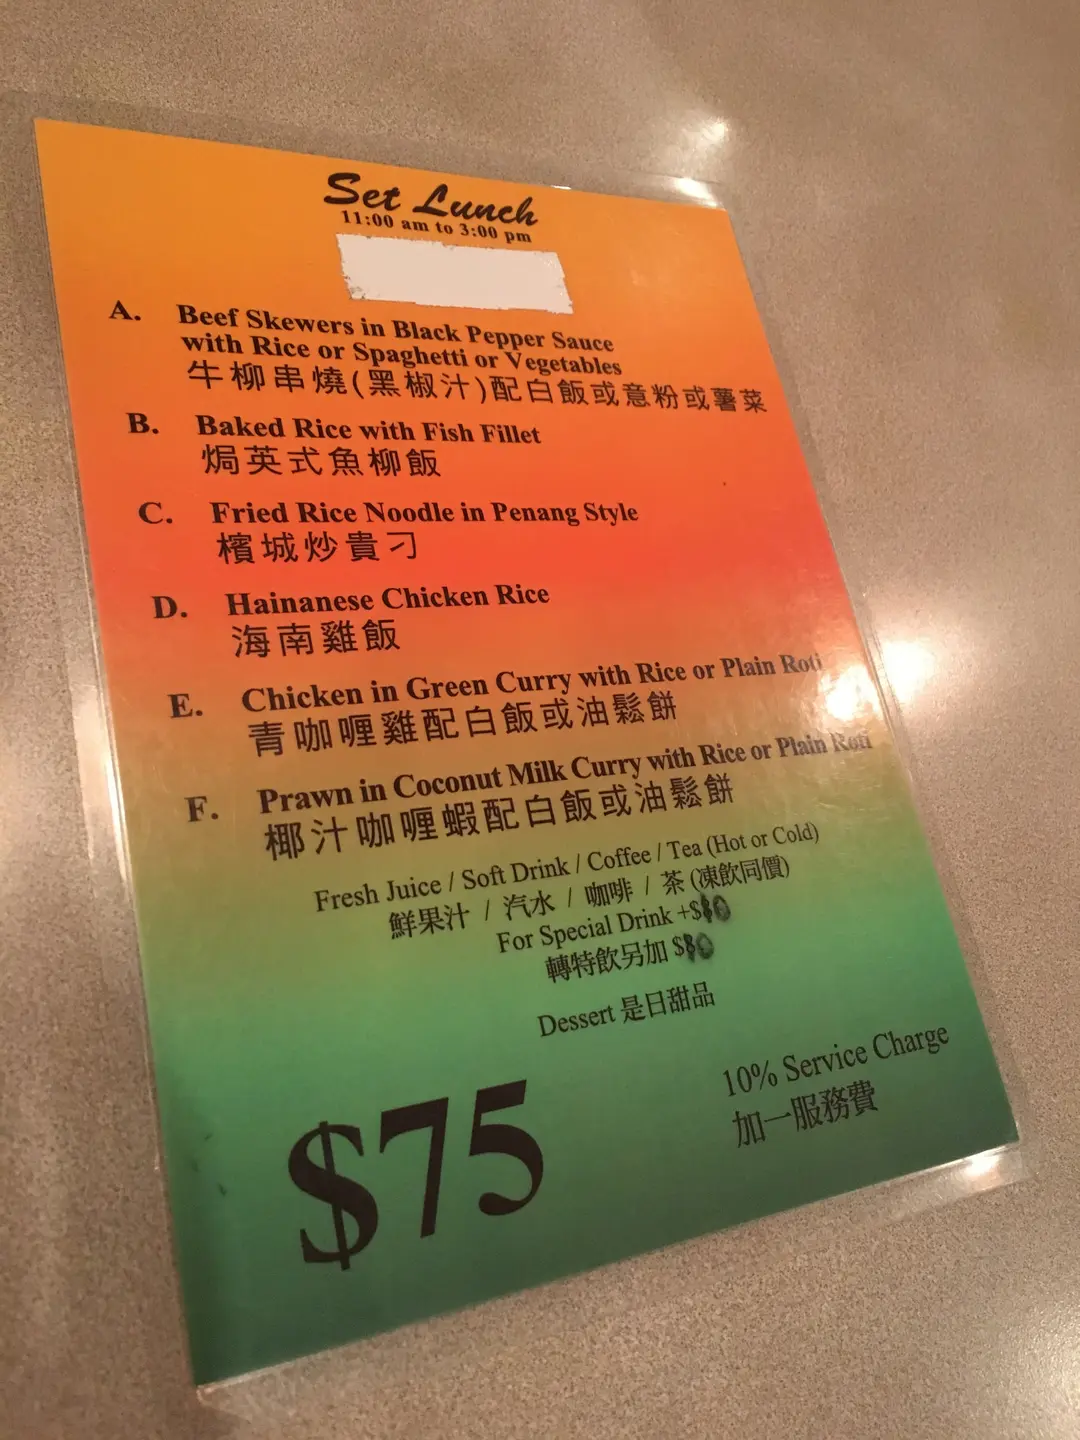 Set Lunch
11:00 am to 3:00 pm
A. Beef Skewers in Black Pepper Sauce
with Rice or Spaghetti or Vegetables
牛柳串燒(黑椒汁)配白飯或意粉或薯菜
B. Baked Rice with Fish Fillet
焗英式魚柳飯
C. Fried Rice Noodle in Penang Style
檳城炒貴刁
D. Hainanese Chicken Rice
海南雞飯
E. Chicken in Green Curry with Rice or Plain Roti
青咖喱雞配白飯或油鬆餅
F. Prawn in Coconut Milk Curry with Rice or Plain Roti
椰汁咖喱蝦配白飯或油鬆餅
Fresh Juice / Soft Drink / Coffee / Tea (Hot or Cold)
鮮果汁 / 汽水 / 咖啡 / 茶 (凍飲同價)
For Special Drink +$
轉特飲另加 $
Dessert 是日甜品
10% Service Charge
加一服務費
$75